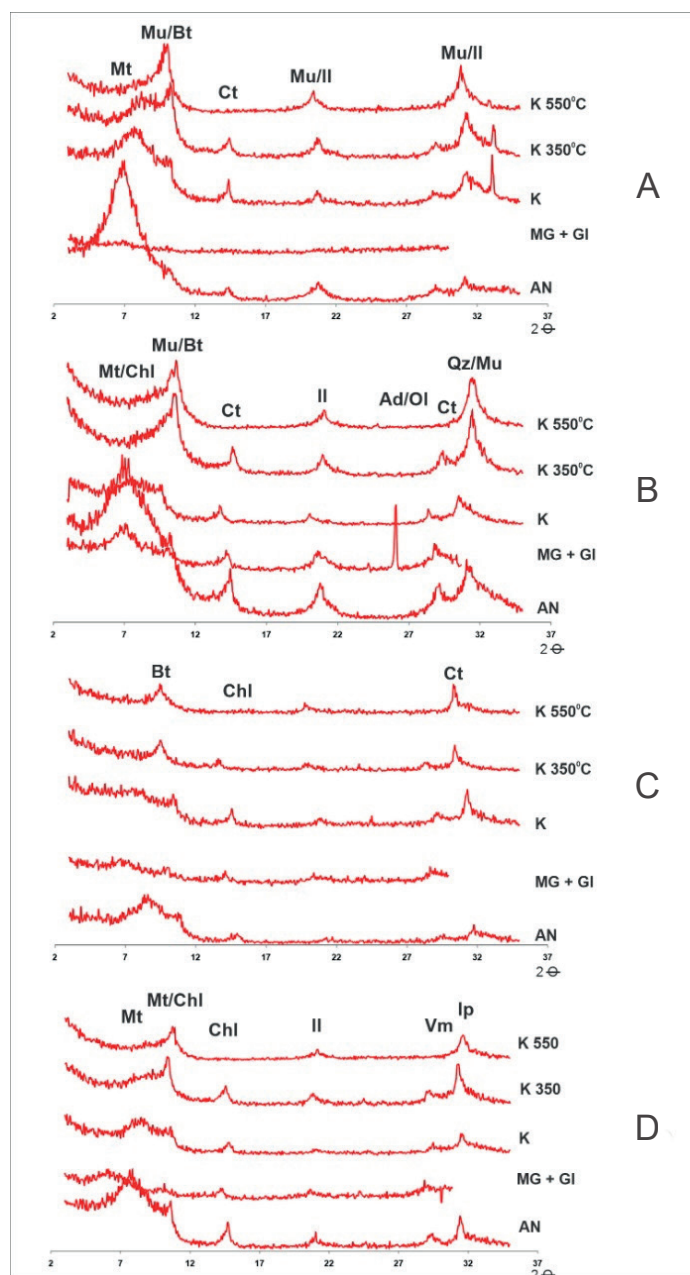 Mu/Bt
Mt
Ct
Mu/Il
Mu/Il
K 550°C
K 350°C
K
MG + Gl
AN
A
2 7 12 17 22 27 32 37
2 Θ
Mu/Bt
Mt/Chl
Ct
Il
Ad/Ol
Ct
Qz/Mu
K 550°C
K 350°C
K
MG + Gl
AN
B
2 7 12 17 22 27 32 37
2 Θ
Bt
Chl
Ct
K 550°C
K 350°C
K
MG + Gl
AN
C
2 7 12 17 22 27 32 37
2 Θ
Mt
Mt/Chl
Chl
Il
Vm
Ip
K 550
K 350
K
MG + Gl
AN
D
2 7 12 17 22 27 32 37
2 Θ